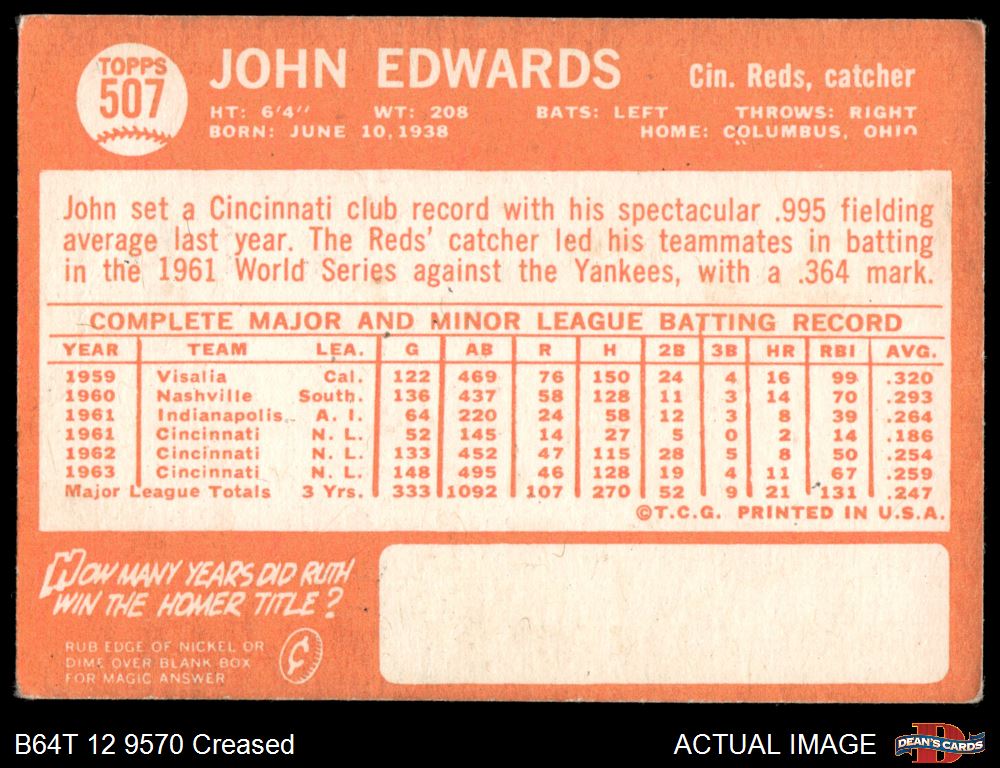 TOPPS
507
JOHN EDWARDS
Cin. Reds, catcher
HT: 6'4" WT: 208 BATS: LEFT THROWS: RIGHT
BORN: JUNE 10, 1938 HOME: COLUMBUS, OHIO
John set a Cincinnati club record with his spectacular .995 fielding
average last year. The Reds' catcher led his teammates in batting
in the 1961 World Series against the Yankees, with a .364 mark.
COMPLETE MAJOR AND MINOR LEAGUE BATTING RECORD
YEAR TEAM LEA. G AB R H 2B 3B HR RBI AVG.
1959 Visalia Cal. 122 469 76 150 24 4 16 99 .320
1960 Nashville South. 136 437 58 128 11 3 14 70 .293
1961 Indianapolis A. I. 64 220 24 58 12 3 8 39 .264
1961 Cincinnati N. L. 52 145 14 27 5 0 2 14 .186
1962 Cincinnati N. L. 133 452 47 115 28 5 8 50 .254
1963 Cincinnati N. L. 148 495 46 128 19 4 11 67 .259
Major League Totals 3 Yrs. 333 1092 107 270 52 9 21 131 .247
©T.C.G. PRINTED IN U.S.A.
HOW MANY YEARS DID RUTH
WIN THE HOMER TITLE?
RUB EDGE OF NICKEL OR
DIME OVER BLANK BOX
FOR MAGIC ANSWER
¢
B64T 12 9570 Creased
ACTUAL IMAGE
D
DEAN'S CARDS